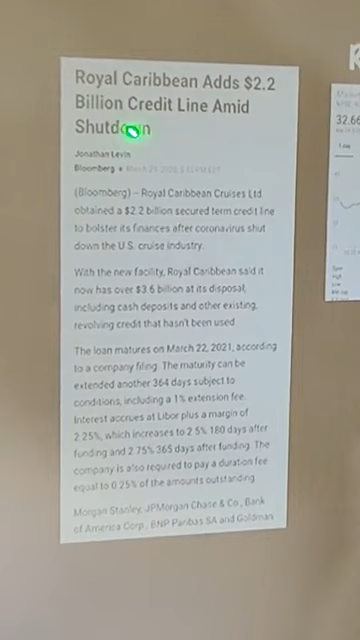 Royal Caribbean Adds $2.2
Billion Credit Line Amid
Shutdown
Jonathan Levin
Bloomberg
(Bloomberg) -- Royal Caribbean Cruises Ltd.
obtained a $2.2 billion secured term credit line
to bolster its finances after coronavirus shut
down the U.S. cruise industry.
With the new facility, Royal Caribbean said it
now has over $3.6 billion at its disposal,
including cash deposits and other existing,
revolving credit that hasn't been used.
The loan matures on March 22, 2021, according
to a company filing. The maturity can be
extended another 364 days subject to
conditions, including a 1% extension fee.
Interest accrues at Libor plus a margin of
2.25%, which increases to 2.5% 180 days after
funding and 2.75% 365 days after funding. The
company is also required to pay a duration fee
equal to 0.25% of the amounts outstanding.
Morgan Stanley, JPMorgan Chase & Co., Bank
of America Corp., BNP Paribas SA and Goldman
32.66